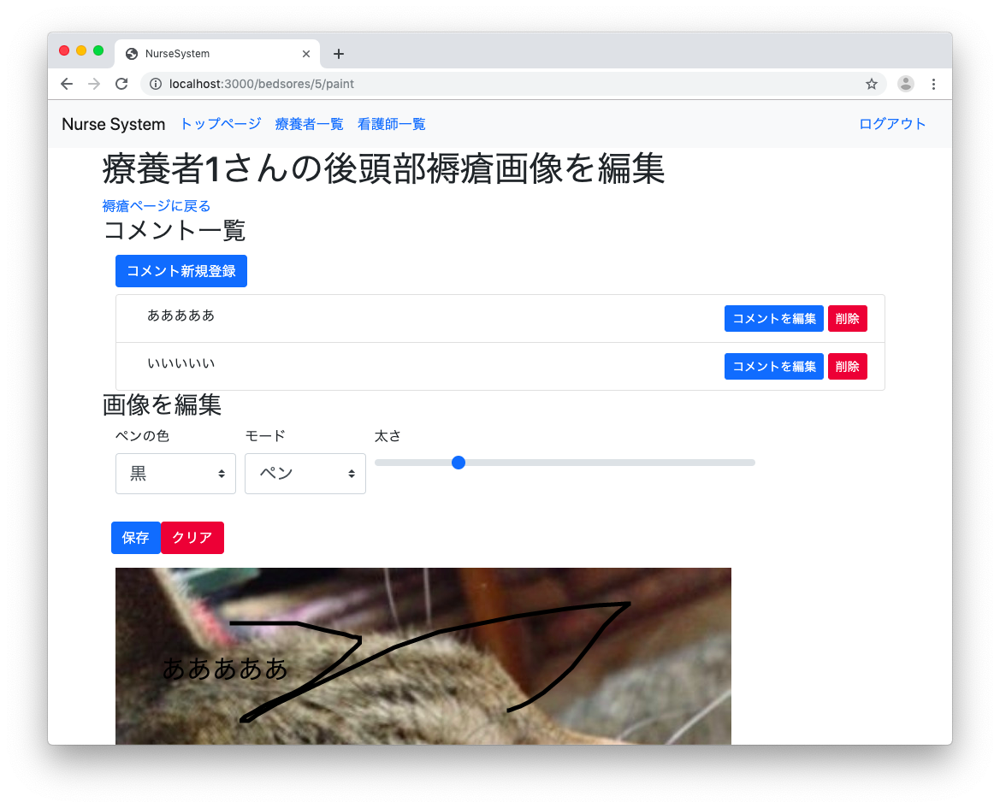 NurseSystem
localhost:3000/bedsores/5/paint
Nurse System トップページ 療養者一覧 看護師一覧 ログアウト
療養者1さんの後頭部褥瘡画像を編集
褥瘡ページに戻る
コメント一覧
コメント新規登録
あああああ コメントを編集 削除
いいいいい コメントを編集 削除
画像を編集
ペンの色 モード 太さ
黒 ペン
保存 クリア
あああああ